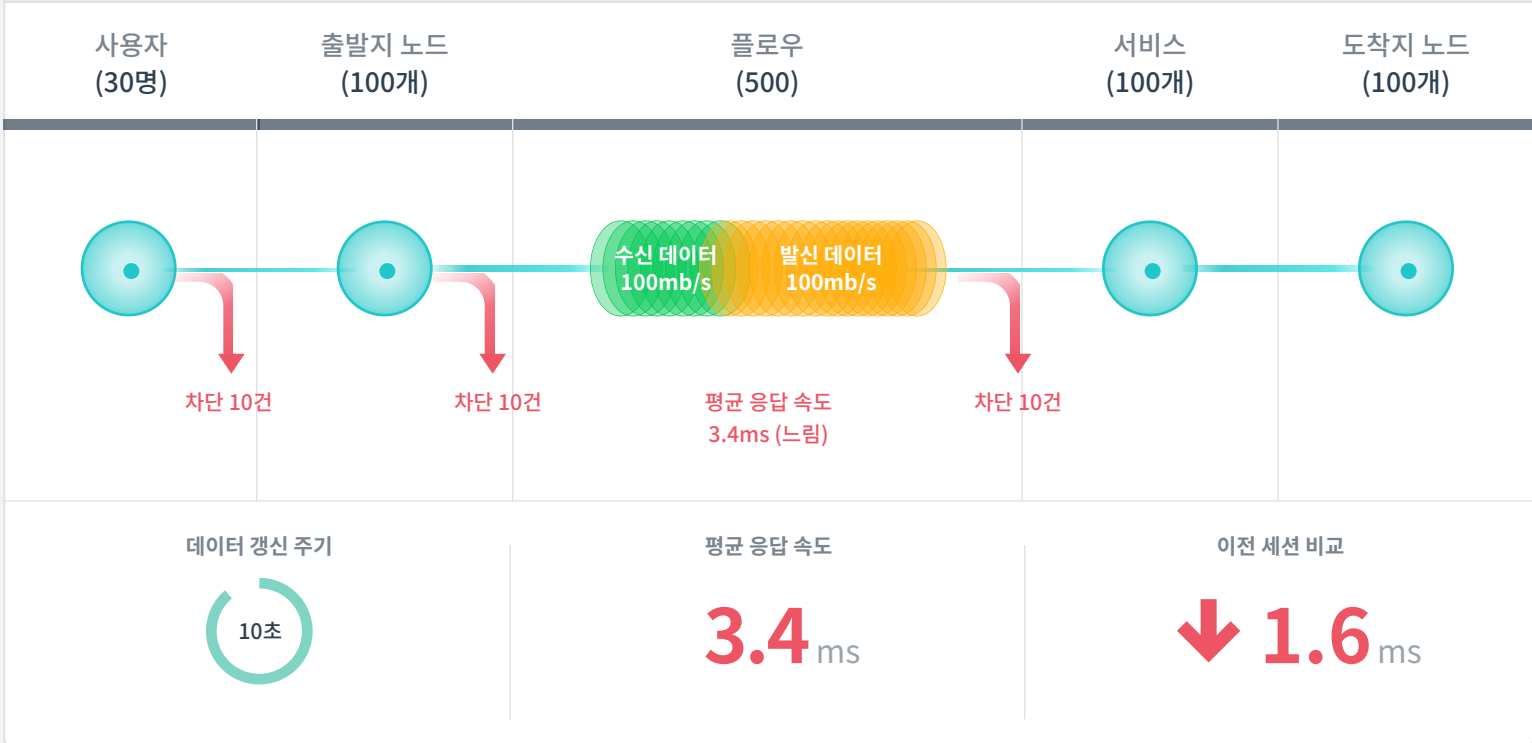 사용자
(30명)
출발지 노드
(100개)
플로우
(500)
서비스
(100개)
도착지 노드
(100개)
수신 데이터
100mb/s
발신 데이터
100mb/s
차단 10건
차단 10건
평균 응답 속도
3.4ms (느림)
차단 10건
데이터 갱신 주기
10초
평균 응답 속도
3.4 ms
이전 세션 비교
1.6 ms